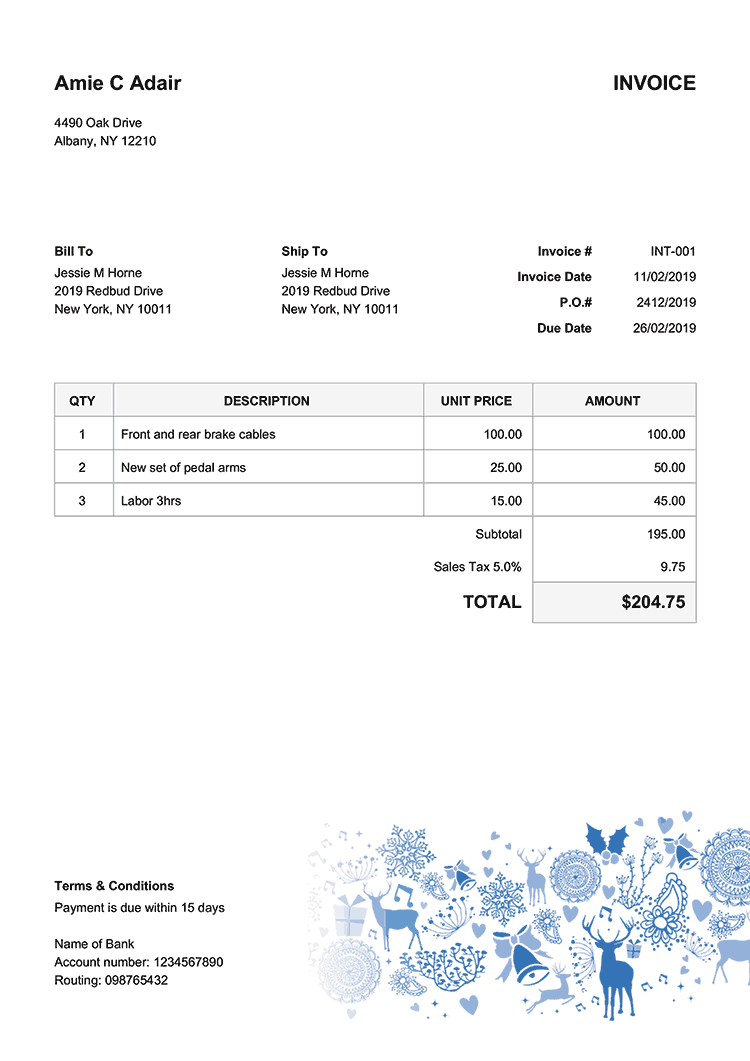 Amie C Adair
INVOICE
4490 Oak Drive
Albany, NY 12210
Bill To
Jessie M Horne
2019 Redbud Drive
New York, NY 10011
Ship To
Jessie M Horne
2019 Redbud Drive
New York, NY 10011
Invoice # INT-001
Invoice Date 11/02/2019
P.O.# 2412/2019
Due Date 26/02/2019
QTY DESCRIPTION UNIT PRICE AMOUNT
1 Front and rear brake cables 100.00 100.00
2 New set of pedal arms 25.00 50.00
3 Labor 3hrs 15.00 45.00
Subtotal 195.00
Sales Tax 5.0% 9.75
TOTAL $204.75
Terms & Conditions
Payment is due within 15 days
Name of Bank
Account number: 1234567890
Routing: 098765432